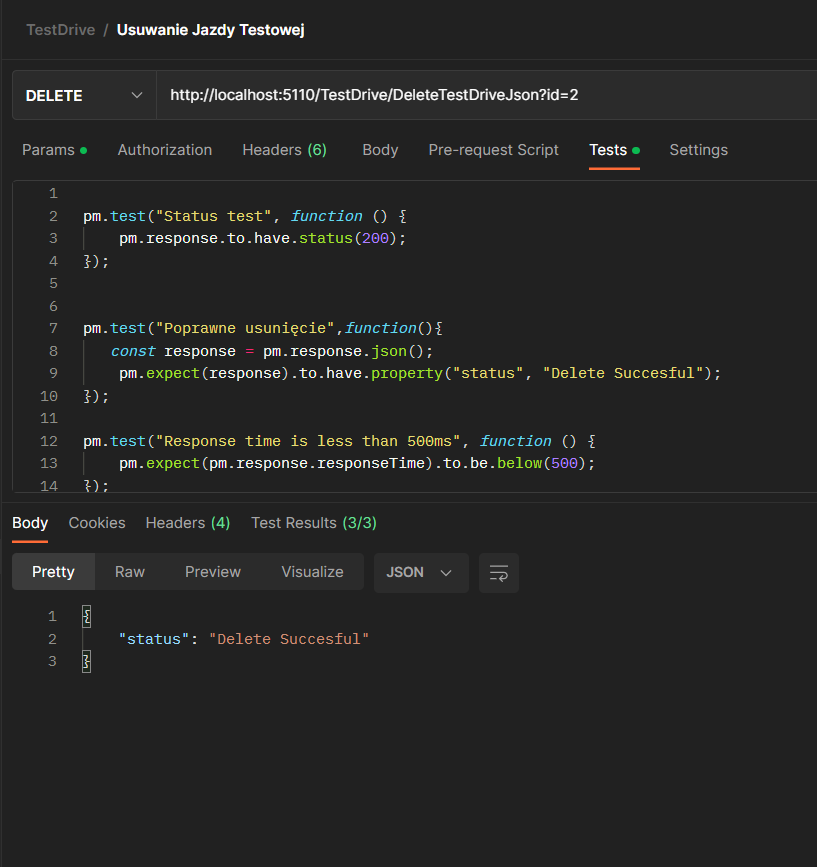 TestDrive / Usuwanie Jazdy Testowej
DELETE http://localhost:5110/TestDrive/DeleteTestDriveJson?id=2
Params Authorization Headers (6) Body Pre-request Script Tests Settings
1
2 pm.test("Status test", function () {
3 pm.response.to.have.status(200);
4 });
5
6
7 pm.test("Poprawne usunięcie",function(){
8 const response = pm.response.json();
9 pm.expect(response).to.have.property("status", "Delete Succesful");
10 });
11
12 pm.test("Response time is less than 500ms", function () {
13 pm.expect(pm.response.responseTime).to.be.below(500);
14 });
Body Cookies Headers (4) Test Results (3/3)
Pretty Raw Preview Visualize JSON
1 {
2 "status": "Delete Succesful"
3 }